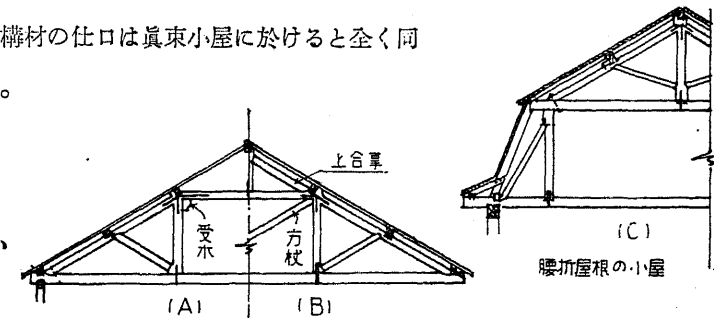 構材の仕口は眞束小屋に於けると全く同
。
、
上合掌
受木
方杖
(A)
(B)
(C)
腰折屋根の小屋